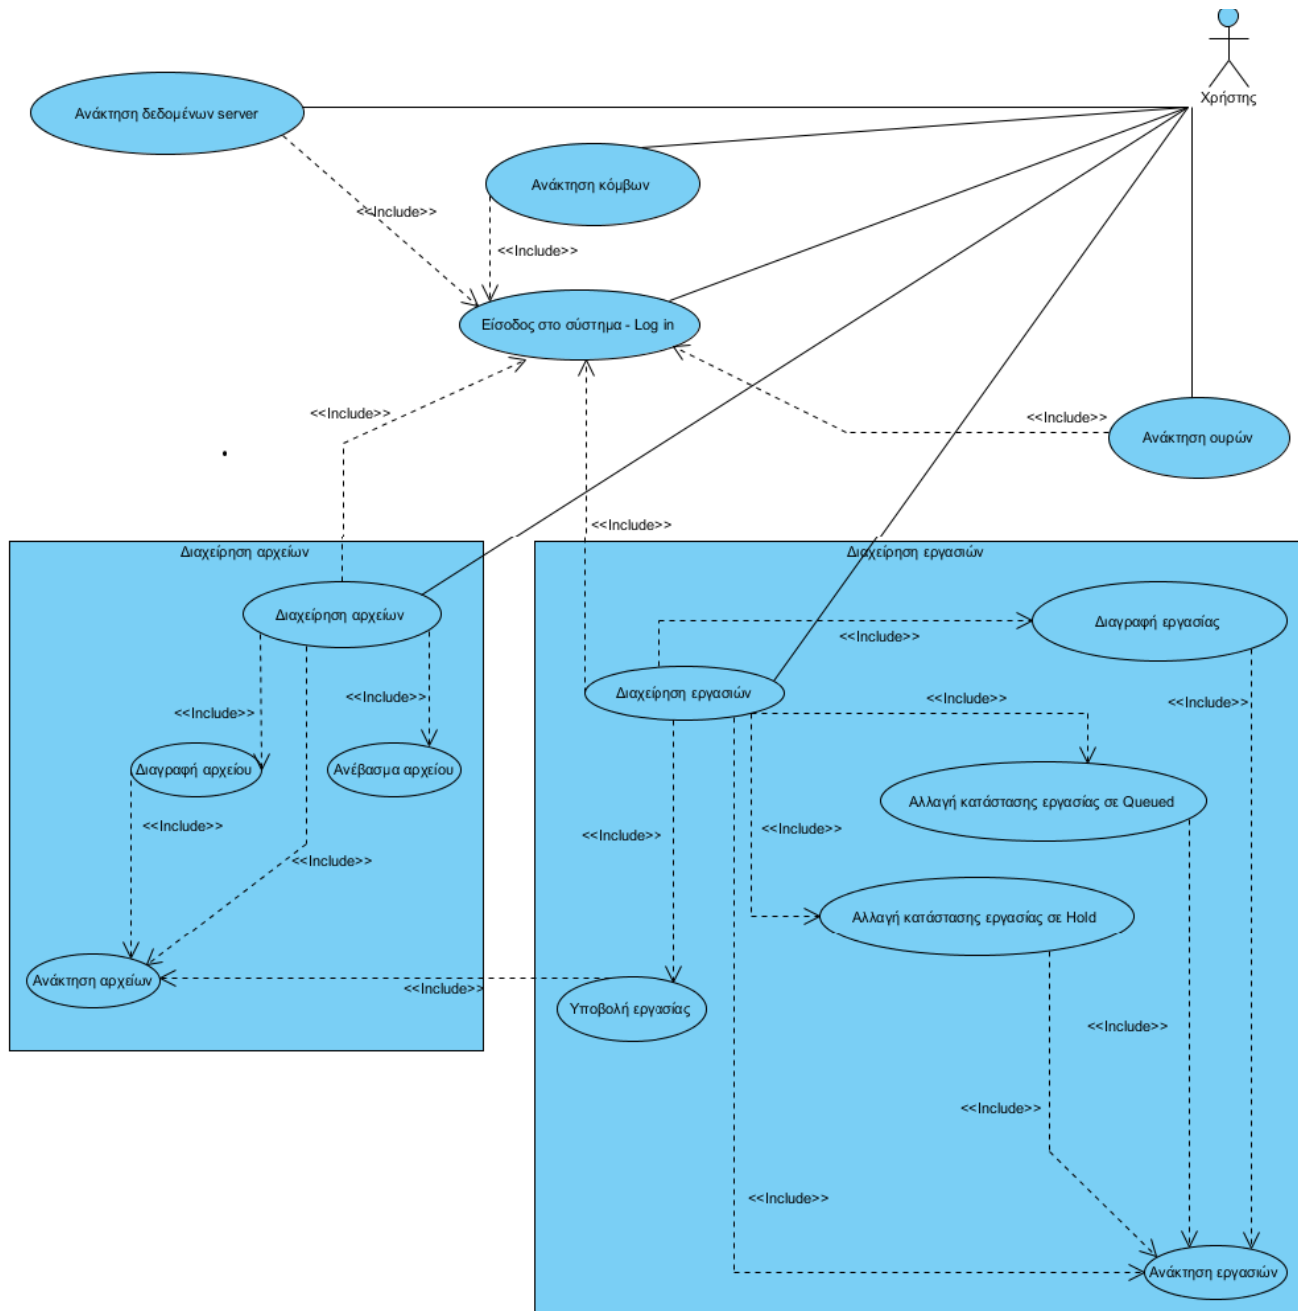 Χρήστης
Ανάκτηση δεδομένων server
Ανάκτηση κόμβων
<<Include>>
<<Include>>
Είσοδος στο σύστημα - Log in
<<Include>>
<<Include>>
Ανάκτηση ουρών
<<Include>>
Διαχείρηση αρχείων
Διαχείρηση εργασιών
Διαχείρηση αρχείων
Διαγραφή εργασίας
<<Include>>
Διαχείρηση εργασιών
<<Include>>
<<Include>>
<<Include>>
<<Include>>
Διαγραφή αρχείου
Ανέβασμα αρχείου
Αλλαγή κατάστασης εργασίας σε Queued
<<Include>>
<<Include>>
<<Include>>
<<Include>>
Αλλαγή κατάστασης εργασίας σε Hold
Ανάκτηση αρχείων
<<Include>>
Υποβολή εργασίας
<<Include>>
<<Include>>
<<Include>>
Ανάκτηση εργασιών